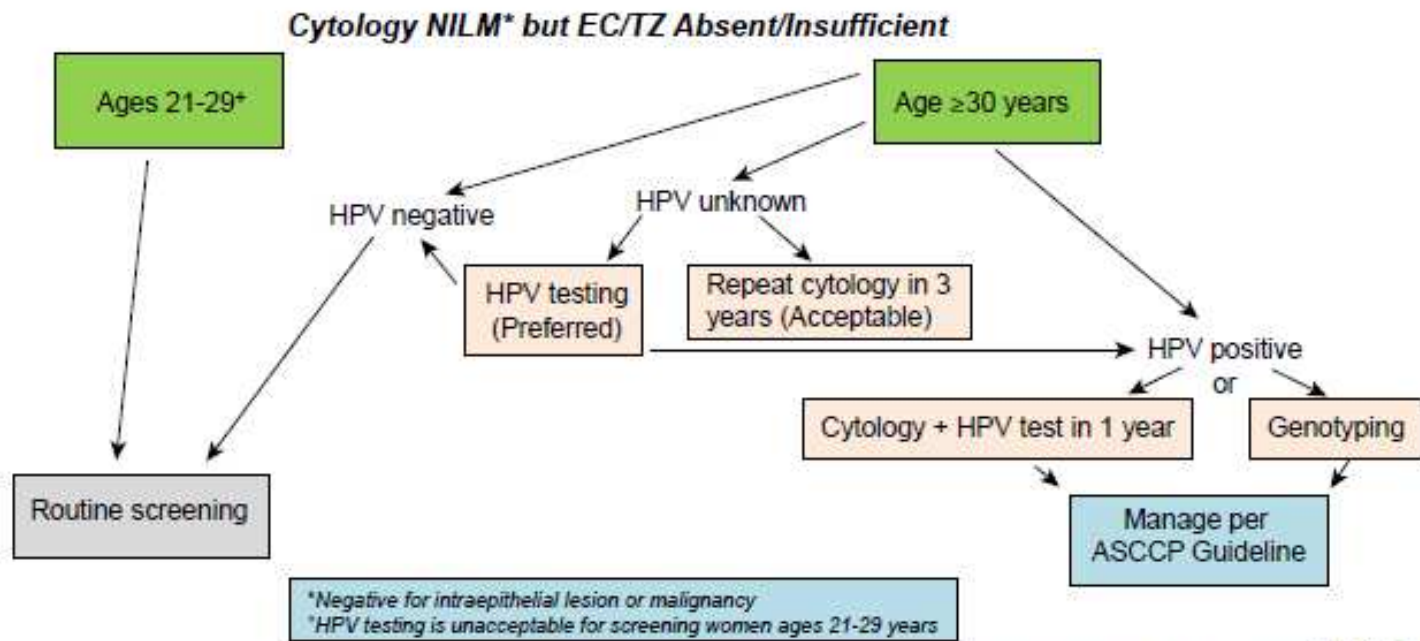 Cytology NILM* but EC/TZ Absent/Insufficient
Ages 21-29+
Age ≥30 years
HPV negative
HPV unknown
HPV testing
(Preferred)
Repeat cytology in 3
years (Acceptable)
HPV positive
or
Cytology + HPV test in 1 year
Genotyping
Routine screening
Manage per
ASCCP Guideline
*Negative for intraepithelial lesion or malignancy
+HPV testing is unacceptable for screening women ages 21-29 years